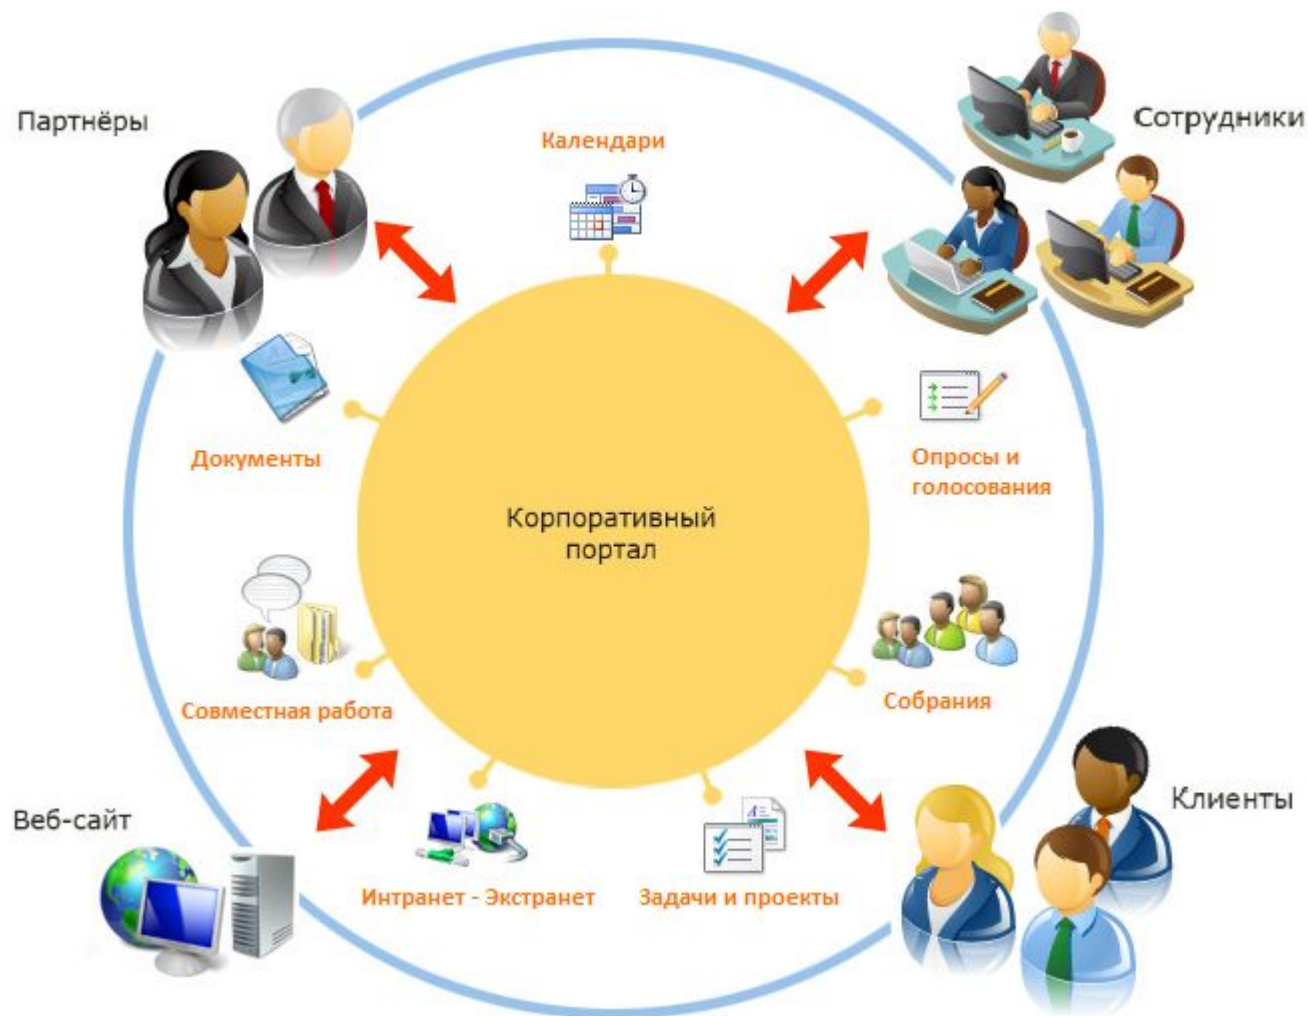 Партнёры
Сотрудники
Календари
Документы
Опросы и
голосования
Корпоративный
портал
Совместная работа
Собрания
Веб-сайт
Клиенты
Интранет - Экстранет
Задачи и проекты